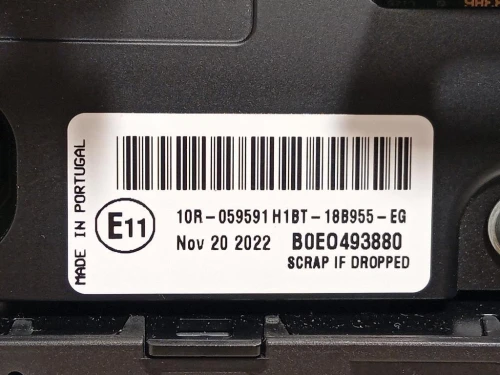 MADE IN PORTUGAL
E11
10R-059591 H1BT-18B955-EG
Nov 20 2022 B0E0493880
SCRAP IF DROPPED